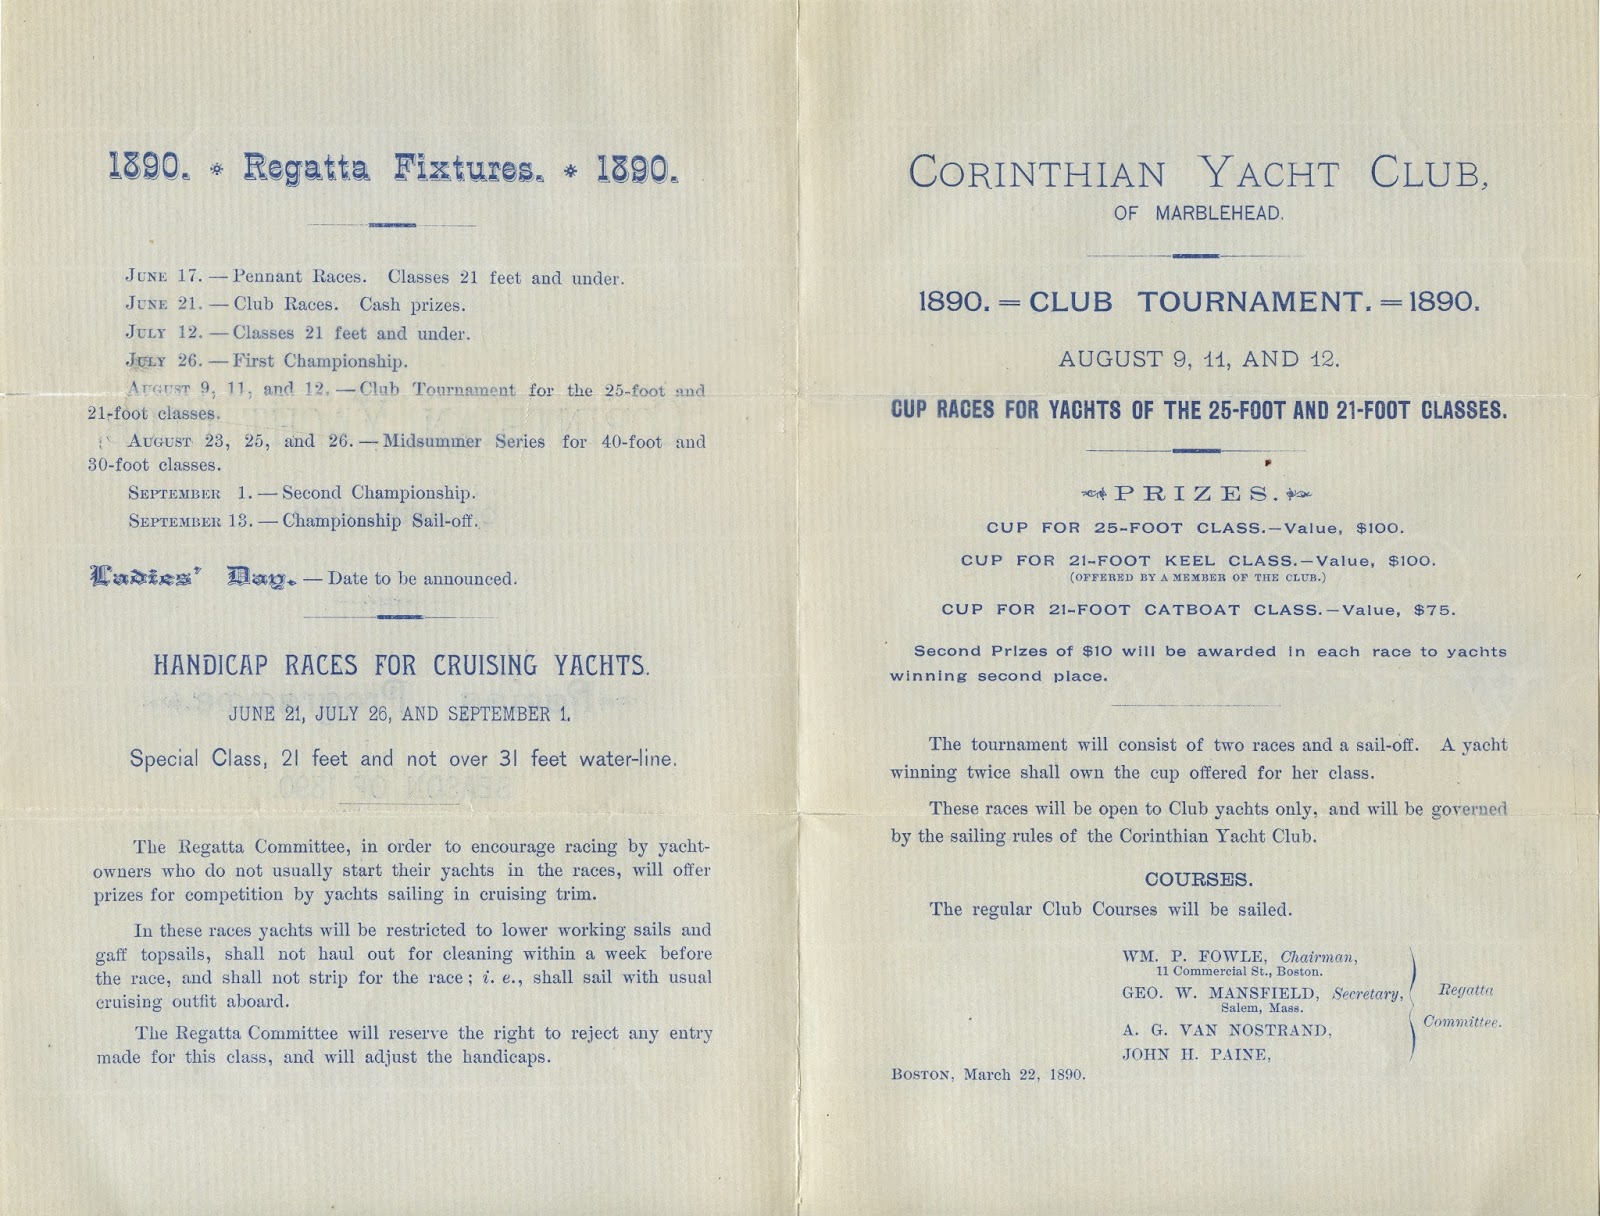 1890. * Regatta Fixtures. * 1890.
JUNE 17. — Pennant Races. Classes 21 feet and under.
JUNE 21. — Club Races. Cash prizes.
JULY 12. — Classes 21 feet and under.
JULY 26. — First Championship.
AUGUST 9, 11, and 12. — Club Tournament for the 25-foot and
21-foot classes.
AUGUST 23, 25, and 26. — Midsummer Series for 40-foot and
30-foot classes.
SEPTEMBER 1. — Second Championship.
SEPTEMBER 13. — Championship Sail-off.
Ladies' Day. — Date to be announced.
HANDICAP RACES FOR CRUISING YACHTS.
JUNE 21, JULY 26, AND SEPTEMBER 1.
Special Class, 21 feet and not over 31 feet water-line.
The Regatta Committee, in order to encourage racing by yacht-
owners who do not usually start their yachts in the races, will offer
prizes for competition by yachts sailing in cruising trim.
In these races yachts will be restricted to lower working sails and
gaff topsails, shall not haul out for cleaning within a week before
the race, and shall not strip for the race; i. e., shall sail with usual
cruising outfit aboard.
The Regatta Committee will reserve the right to reject any entry
made for this class, and will adjust the handicaps.
CORINTHIAN YACHT CLUB,
OF MARBLEHEAD.
1890. = CLUB TOURNAMENT. = 1890.
AUGUST 9, 11, AND 12.
CUP RACES FOR YACHTS OF THE 25-FOOT AND 21-FOOT CLASSES.
PRIZES.
CUP FOR 25-FOOT CLASS.—Value, $100.
CUP FOR 21-FOOT KEEL CLASS.—Value, $100.
(OFFERED BY A MEMBER OF THE CLUB.)
CUP FOR 21-FOOT CATBOAT CLASS.—Value, $75.
Second Prizes of $10 will be awarded in each race to yachts
winning second place.
The tournament will consist of two races and a sail-off. A yacht
winning twice shall own the cup offered for her class.
These races will be open to Club yachts only, and will be governed
by the sailing rules of the Corinthian Yacht Club.
COURSES.
The regular Club Courses will be sailed.
WM. P. FOWLE, Chairman,
11 Commercial St., Boston.
GEO. W. MANSFIELD, Secretary,
Salem, Mass.
A. G. VAN NOSTRAND,
JOHN H. PAINE,
Regatta
Committee.
BOSTON, March 22, 1890.